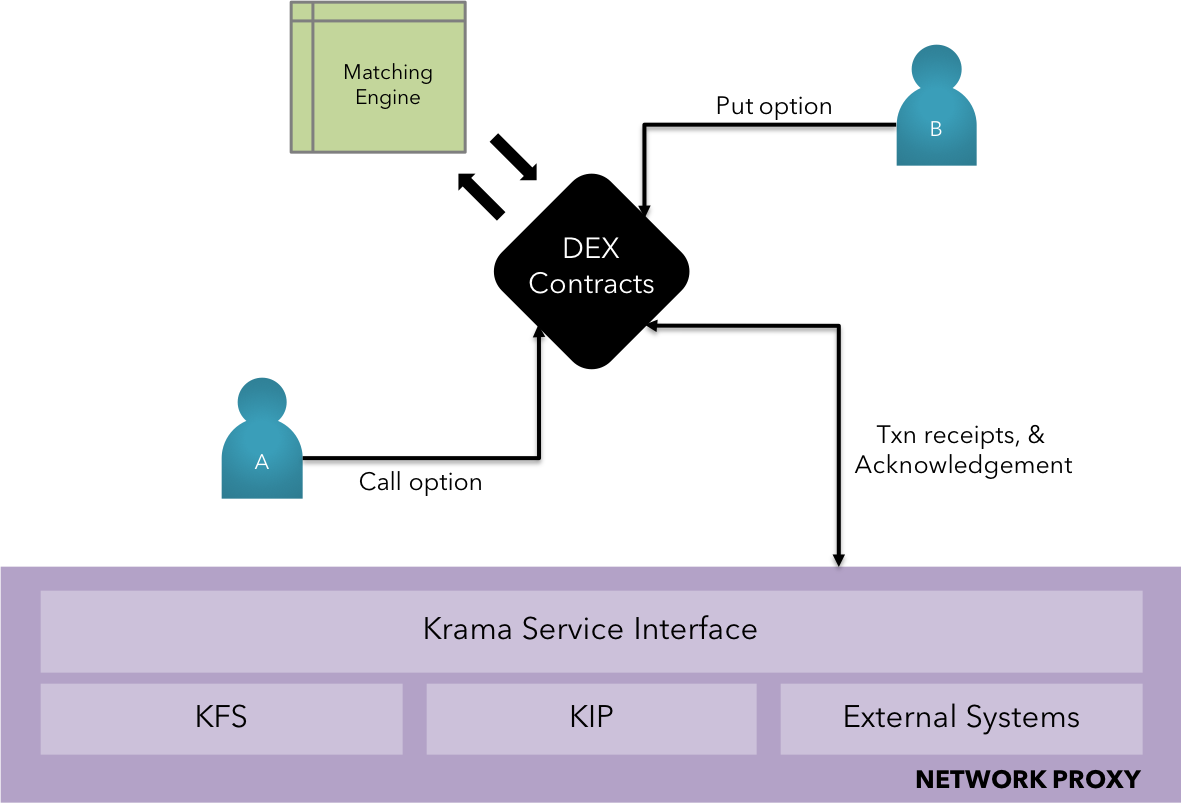 Matching
Engine
Put option
B
DEX
Contracts
A
Call option
Txn receipts, &
Acknowledgement
Krama Service Interface
KFS
KIP
External Systems
NETWORK PROXY